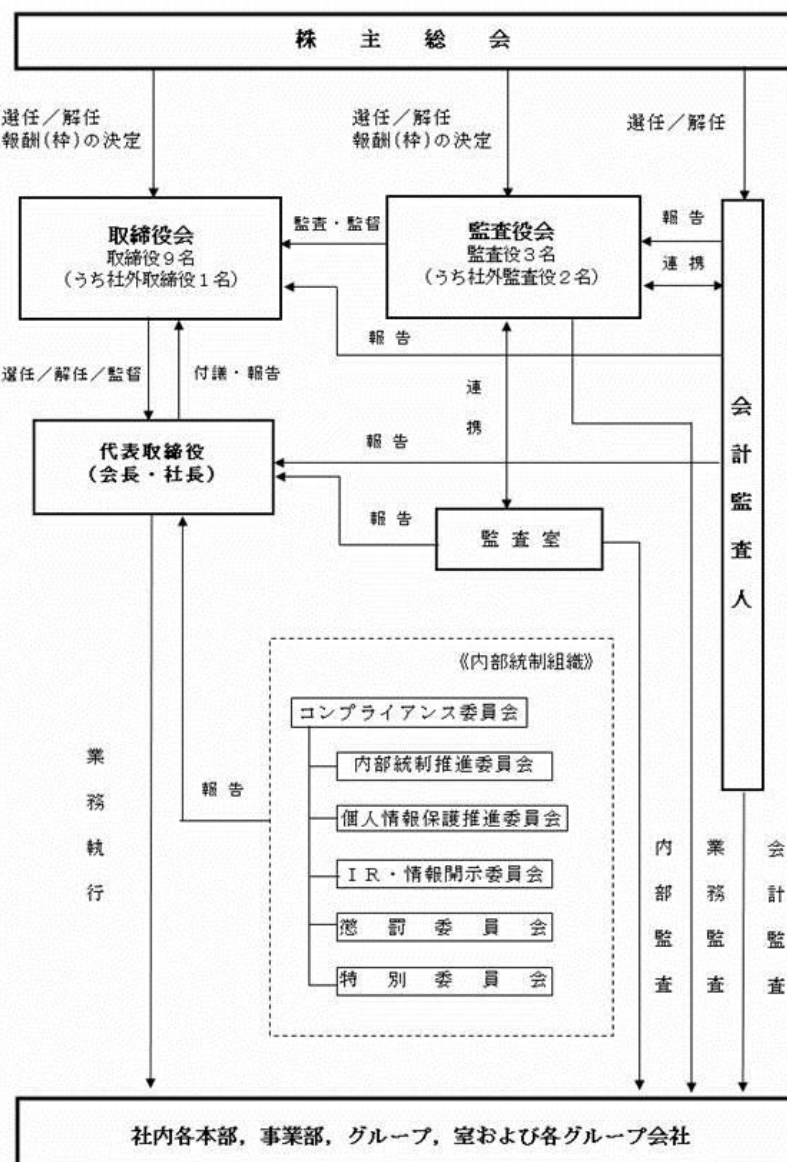 株主総会
選任／解任
報酬(枠)の決定
選任／解任
報酬(枠)の決定
選任／解任
取締役会
取締役９名
(うち社外取締役１名)
監査・監督
監査役会
監査役３名
(うち社外監査役２名)
報告
連携
報告
選任／解任／監督
付議・報告
連携
会計監査人
代表取締役
(会長・社長)
報告
報告
監査室
《内部統制組織》
コンプライアンス委員会
内部統制推進委員会
個人情報保護推進委員会
ＩＲ・情報開示委員会
懲罰委員会
特別委員会
報告
業務執行
内部監査
業務監査
会計監査
社内各本部，事業部，グループ，室および各グループ会社